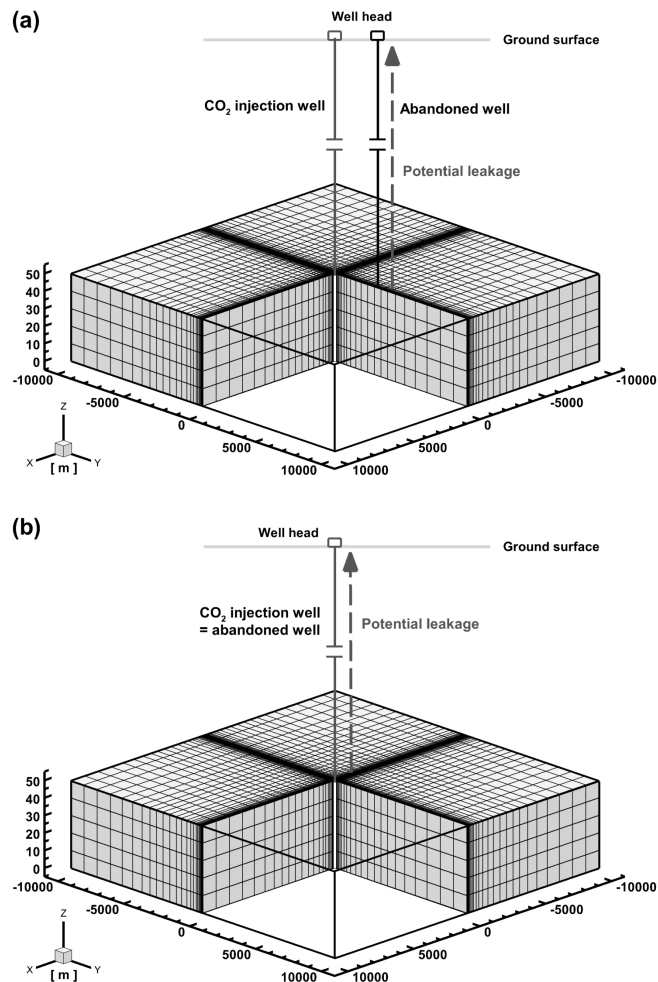 (a)
Well head
Ground surface
CO₂ injection well
Abandoned well
Potential leakage
50
40
30
20
10
0
-10000
-5000
0
5000
10000
10000
5000
0
-5000
-10000
Z
X
Y
[ m ]
(b)
Well head
Ground surface
CO₂ injection well
= abandoned well
Potential leakage
50
40
30
20
10
0
-10000
-5000
0
5000
10000
10000
5000
0
-5000
-10000
Z
X
Y
[ m ]